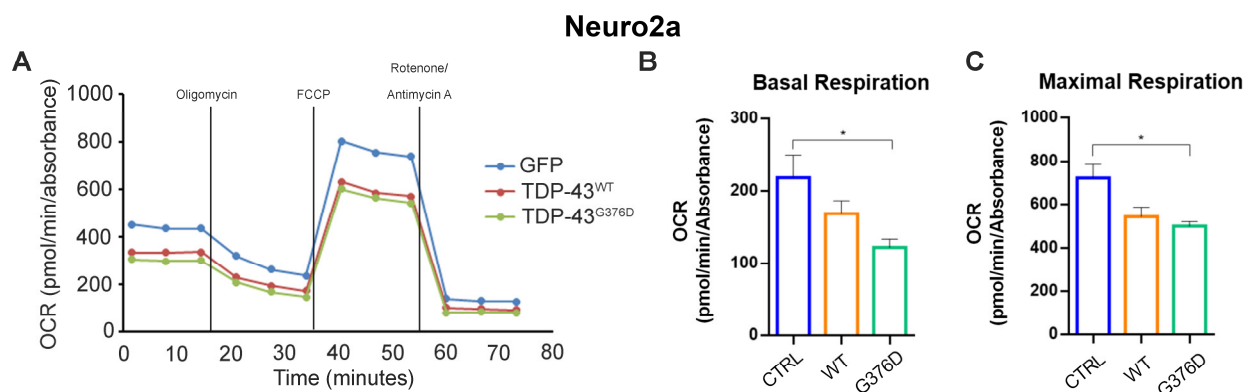 Neuro2a
A
Oligomycin
FCCP
Rotenone/
Antimycin A
OCR (pmol/min/absorbance)
1000
800
600
400
200
0
0 10 20 30 40 50 60 70 80
Time (minutes)
GFP
TDP-43WT
TDP-43G376D
B
Basal Respiration
OCR
(pmol/min/Absorbance)
300
200
100
0
*
CTRL WT G376D
C
Maximal Respiration
OCR
(pmol/min/Absorbance)
1000
800
600
400
200
0
*
CTRL WT G376D